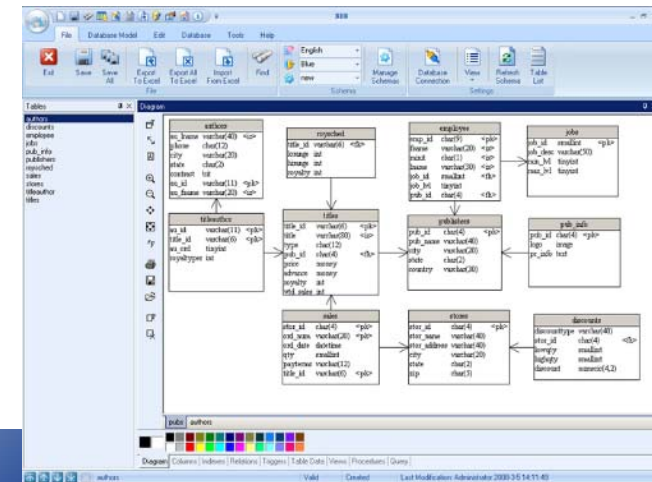 File Database Model Edit Database Tools Help
Exit
Save
Save All
Export To Excel
Export All To Excel
Import From Excel
Find
English
Blue
new
Manage Schemas
Database Connection
View
Refresh Schema
Table List
File Schema Settings
Tables
Diagram
authors
discounts
employee
jobs
pub_info
publishers
roysched
sales
stores
titleauthor
titles
authors
au_lname varchar(40) <is>
phone char(12)
city varchar(20)
state char(2)
contract int
au_id varchar(11) <pk>
au_fname varchar(20) <is>
roysched
title_id varchar(6) <fk>
lorange int
hirange int
royalty int
employee
emp_id char(9) <pk>
fname varchar(20) <is>
minit char(1) <is>
lname varchar(30) <is>
job_id smallint <fk>
job_lvl tinyint
pub_id char(4) <fk>
jobs
job_id smallint <pk>
job_desc varchar(50)
min_lvl tinyint
max_lvl tinyint
titleauthor
au_id varchar(11) <pk>
title_id varchar(6) <pk>
au_ord tinyint
royaltyper int
titles
title_id varchar(6) <pk>
title varchar(80) <is>
type char(12)
pub_id char(4) <fk>
price money
advance money
royalty int
ytd_sales int
publishers
pub_id char(4) <pk>
pub_name varchar(40)
city varchar(20)
state char(2)
country varchar(30)
pub_info
pub_id char(4) <pk>
logo image
pr_info text
sales
stor_id char(4) <pk>
ord_num varchar(20) <pk>
ord_date datetime
qty smallint
payterms varchar(12)
title_id varchar(6) <pk>
stores
stor_id char(4) <pk>
stor_name varchar(40)
stor_address varchar(40)
city varchar(20)
state char(2)
zip char(5)
discounts
discounttype varchar(40)
stor_id char(4) <fk>
lowqty smallint
highqty smallint
discount numeric(4,2)
pubs authors
Diagram Columns Indexes Relations Triggers Table Data Views Procedures Query
authors Valid Created Last Modification: Administrator 2008-3-5 14:11:49